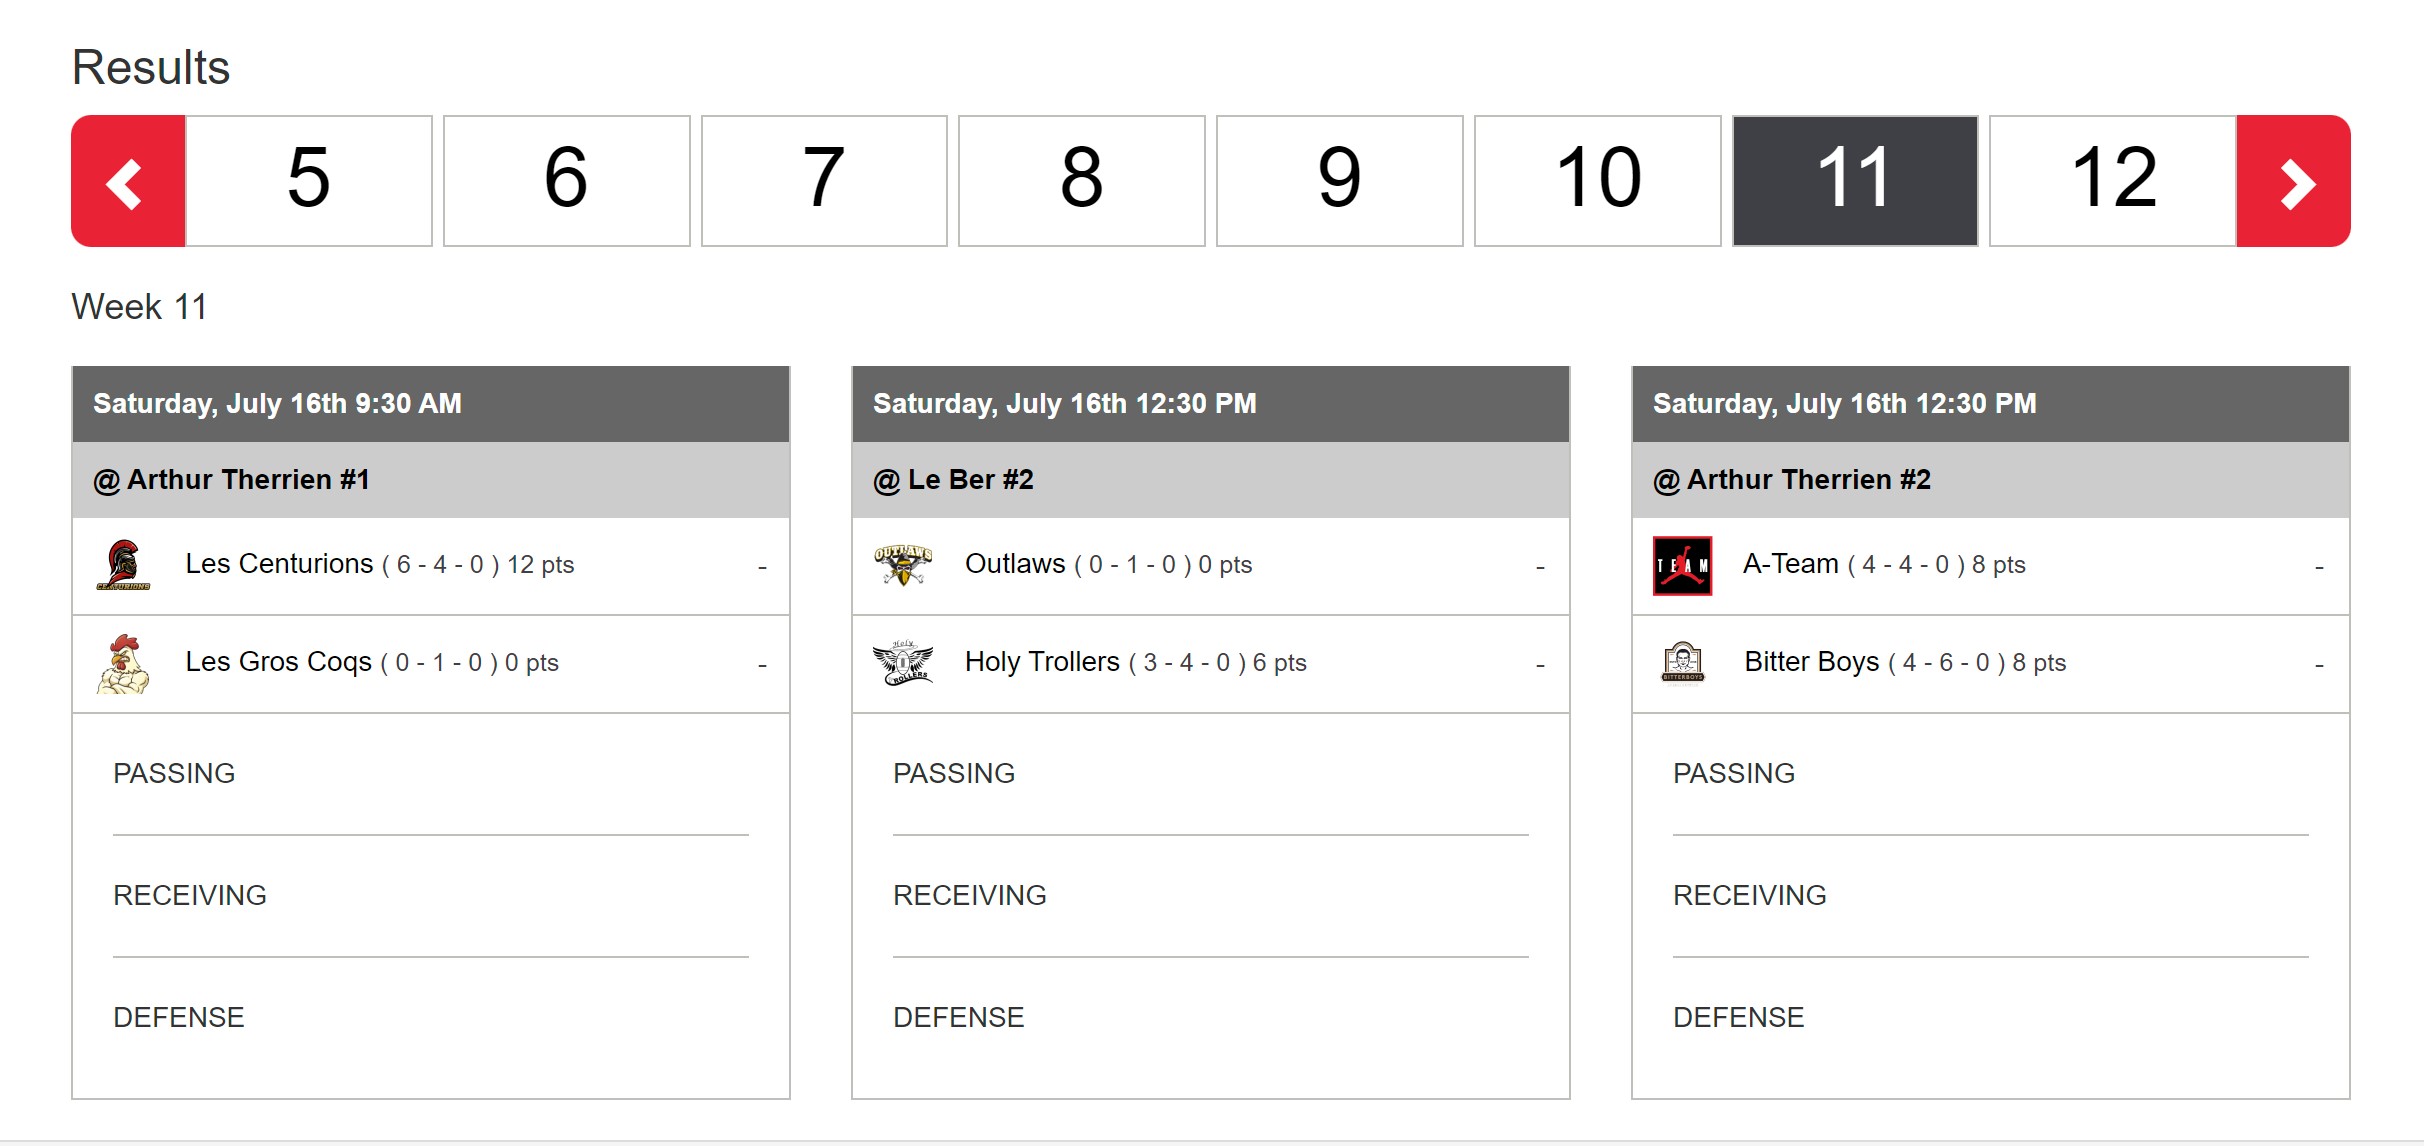 Results
5 6 7 8 9 10 11 12
Week 11
Saturday, July 16th 9:30 AM
@ Arthur Therrien #1
CENTURIONS
Les Centurions ( 6 - 4 - 0 ) 12 pts -
Les Gros Coqs ( 0 - 1 - 0 ) 0 pts -
PASSING
RECEIVING
DEFENSE
Saturday, July 16th 12:30 PM
@ Le Ber #2
OUTLAWS
Outlaws ( 0 - 1 - 0 ) 0 pts -
Holy
TROLLERS
Holy Trollers ( 3 - 4 - 0 ) 6 pts -
PASSING
RECEIVING
DEFENSE
Saturday, July 16th 12:30 PM
@ Arthur Therrien #2
TEAM
A-Team ( 4 - 4 - 0 ) 8 pts -
BITTERBOYS
Bitter Boys ( 4 - 6 - 0 ) 8 pts -
PASSING
RECEIVING
DEFENSE